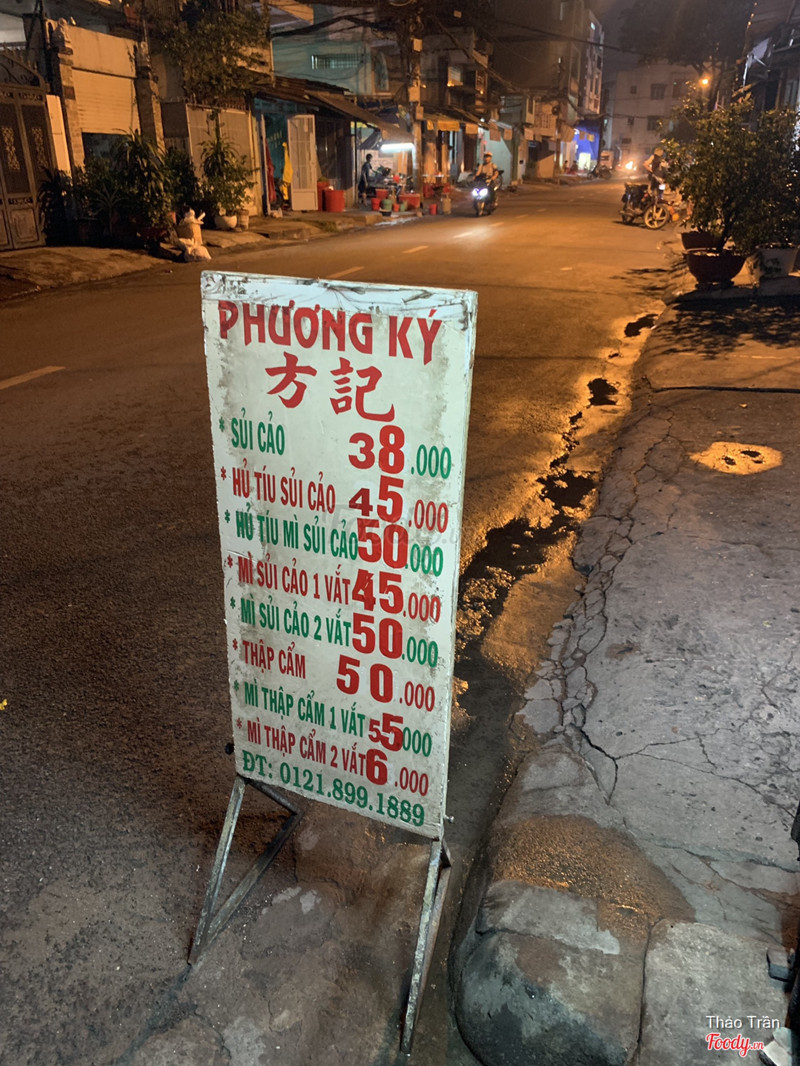 PHƯƠNG KÝ
方記
* SỦI CẢO 38.000
* HỦ TÍU SỦI CẢO 45.000
* HỦ TÍU MÌ SỦI CẢO 50.000
* MÌ SỦI CẢO 1 VẮT 45.000
* MÌ SỦI CẢO 2 VẮT 50.000
* THẬP CẨM 50.000
* MÌ THẬP CẨM 1 VẮT 55000
* MÌ THẬP CẨM 2 VẮT 6.000
ĐT: 0121.899.1889
Thảo Trần
Foody.vn